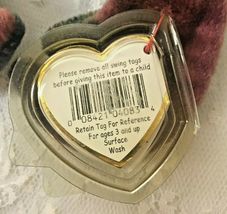 Please remove all swing tags
before giving this item to a child
0 08421 04083 4
Retain Tag For Reference
For ages 3 and up
Surface
Wash